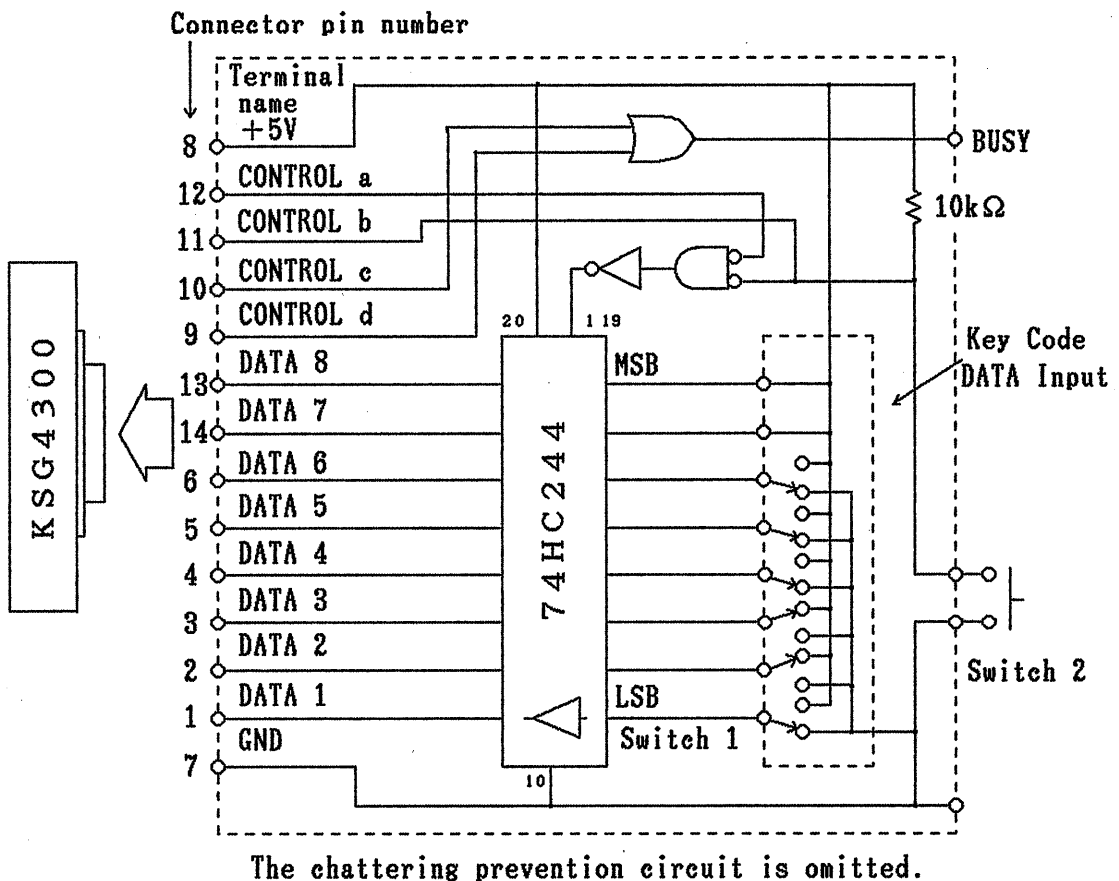 Connector pin number
Terminal
name
+5V
8
CONTROL a
12
CONTROL b
11
CONTROL c
10
CONTROL d
9
DATA 8
13
DATA 7
14
DATA 6
6
DATA 5
5
DATA 4
4
DATA 3
3
DATA 2
2
DATA 1
1
GND
7
KSG4300
20
1 19
74HC244
10
MSB
LSB
Switch 1
BUSY
10kΩ
Key Code
DATA Input
Switch 2
The chattering prevention circuit is omitted.